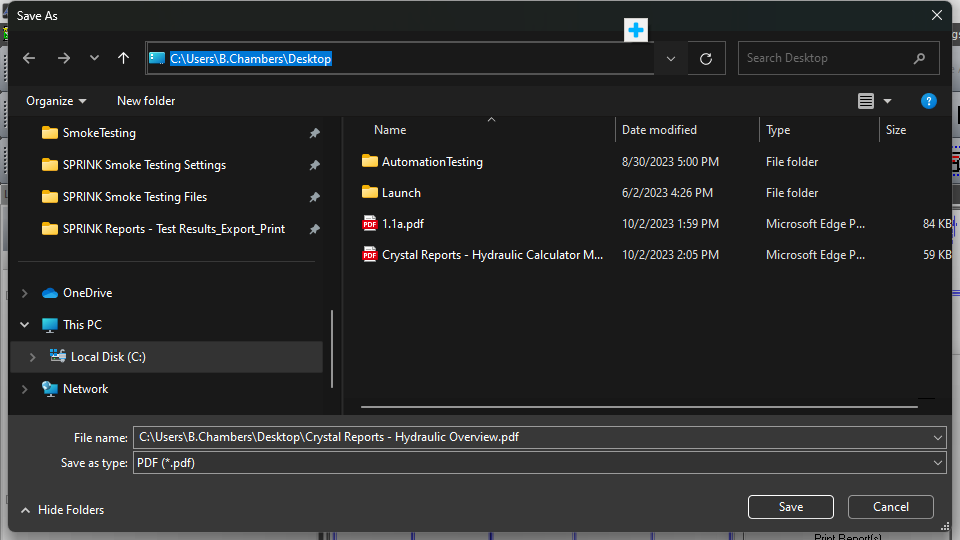 Save As
C:\Users\B.Chambers\Desktop
Search Desktop
Organize
New folder
?
SmokeTesting
SPRINK Smoke Testing Settings
SPRINK Smoke Testing Files
SPRINK Reports - Test Results_Export_Print
OneDrive
This PC
Local Disk (C:)
Network
Name Date modified Type Size
AutomationTesting 8/30/2023 5:00 PM File folder
Launch 6/2/2023 4:26 PM File folder
PDF 1.1a.pdf 10/2/2023 1:59 PM Microsoft Edge P... 84 KB
PDF Crystal Reports - Hydraulic Calculator M... 10/2/2023 2:05 PM Microsoft Edge P... 59 KB
File name: C:\Users\B.Chambers\Desktop\Crystal Reports - Hydraulic Overview.pdf
Save as type: PDF (*.pdf)
Hide Folders
Save
Cancel
Print Report(s)